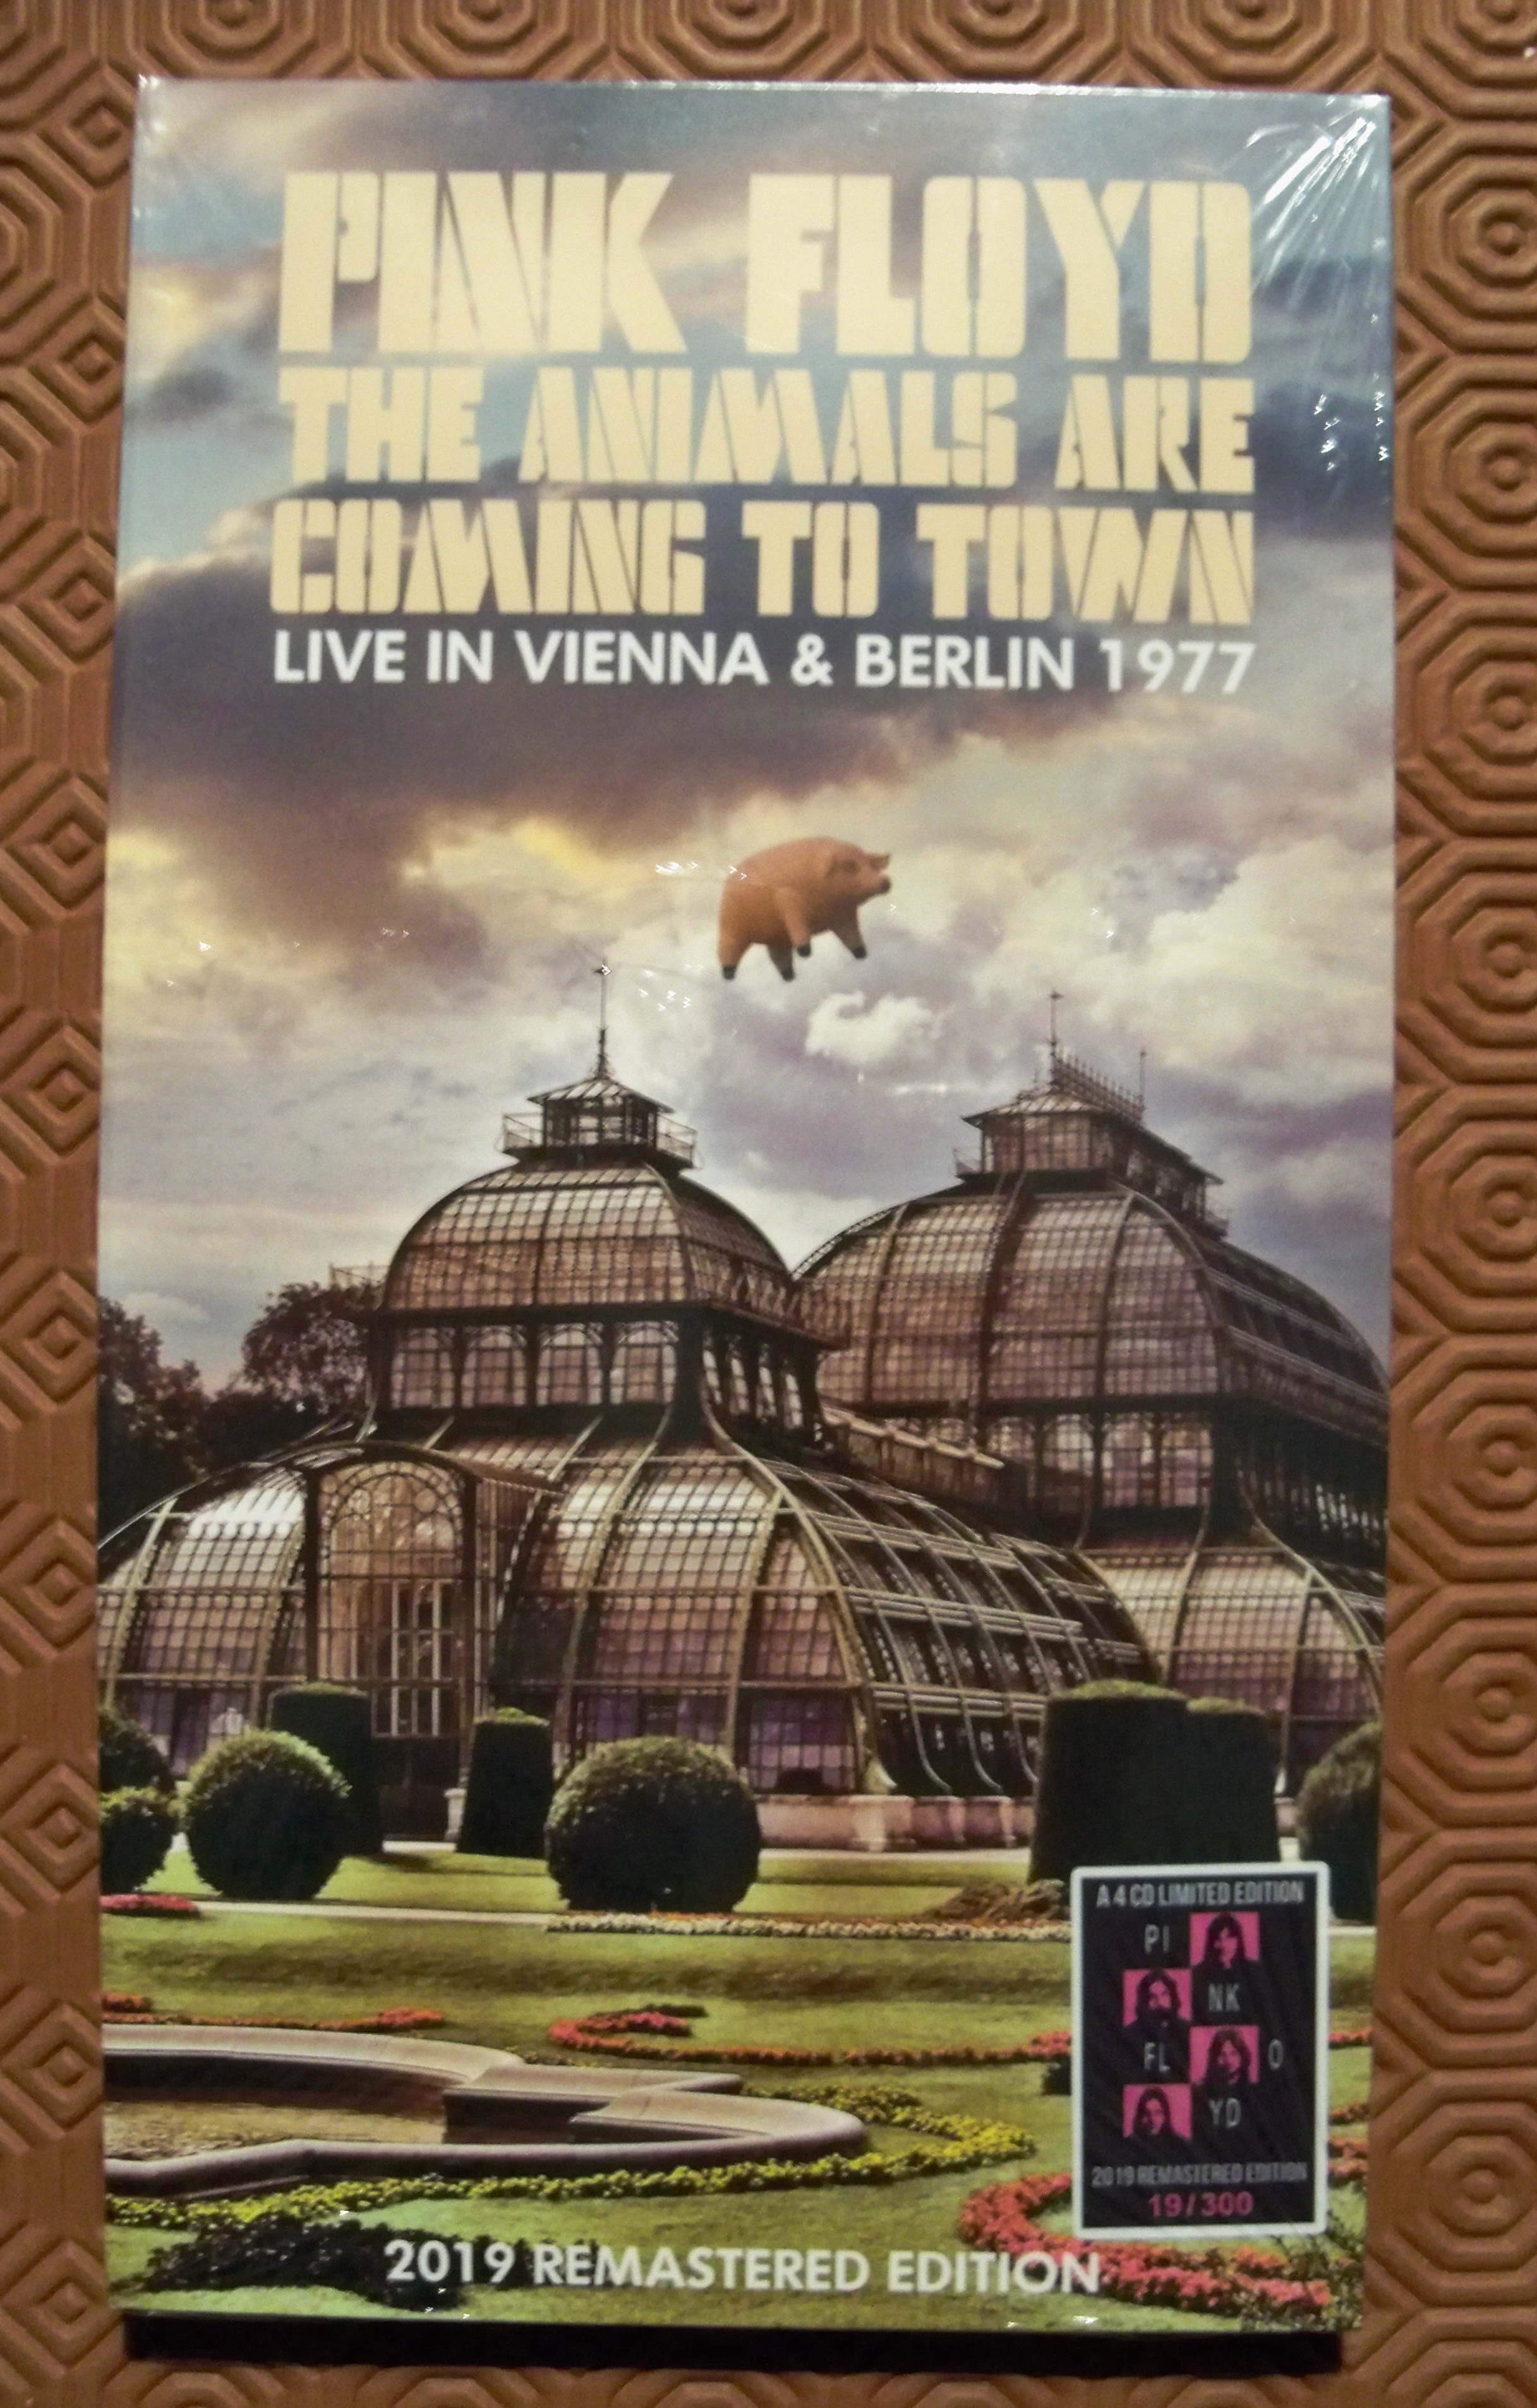 PINK FLOYD
THE ANIMALS ARE
COMING TO TOWN
LIVE IN VIENNA & BERLIN 1977
A 4 CD LIMITED EDITION
PI
NK
FL O
YD
2019 REMASTERED EDITION
19/300
2019 REMASTERED EDITION